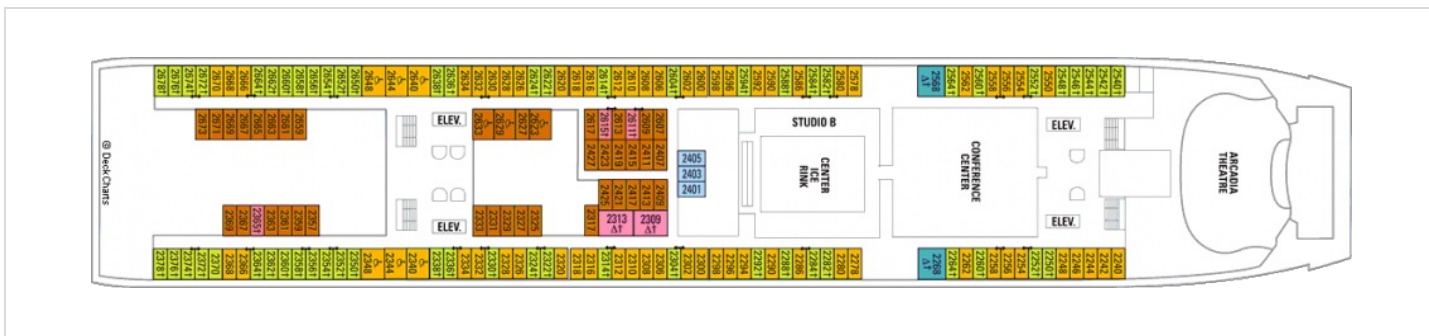 2678† 2676† 2674† 2672† 2670 2668 2666 2664† 2662† 2660† 2658† 2656† 2654† 2652† 2650† 2648 2644 2640 2638† 2636† 2634 2632 2630 2628 2626 2624† 2622† 2620 2618 2616 2614† 2612 2610 2608 2606 2604† 2602 2600 2598 2596 2594† 2592 2590 2588† 2586 2584† 2582† 2580 2578
2568 Δ† 2564† 2562 2560† 2558 2556 2554 2552† 2550 2548† 2546† 2544† 2542† 2540†
2673 2671 2669 2667 2665 2663 2661 2659
ELEV.
2633 2629 2627 2623
2617 2615† 2613 2611† 2609 2607
2427 2423 2419 2415 2411 2407
STUDIO B
CENTER
ICE
RINK
CONFERENCE
CENTER
ELEV.
ARCADIA
THEATRE
@ DeckCharts
2405
2403
2401
2425 2421 2417 2413 2409
2369 2367 2365† 2363 2361 2359 2357
ELEV.
2333 2331 2329 2327 2325
2317
2313
Δ†
2309
Δ†
ELEV.
2378† 2376† 2374† 2372† 2370 2368 2366 2364† 2362† 2360† 2358† 2356† 2354† 2352† 2350† 2348 2344 2340 2338† 2336† 2334 2332 2330† 2328 2326 2324† 2322† 2320 2318 2316 2314† 2312 2310 2308 2306 2304† 2302 2300 2298 2296 2294 2292† 2290 2288† 2286 2284† 2282† 2280 2278
2268 Δ† 2264† 2262 2260† 2258 2256 2254 2252† 2250† 2248 2246 2244 2242 2240